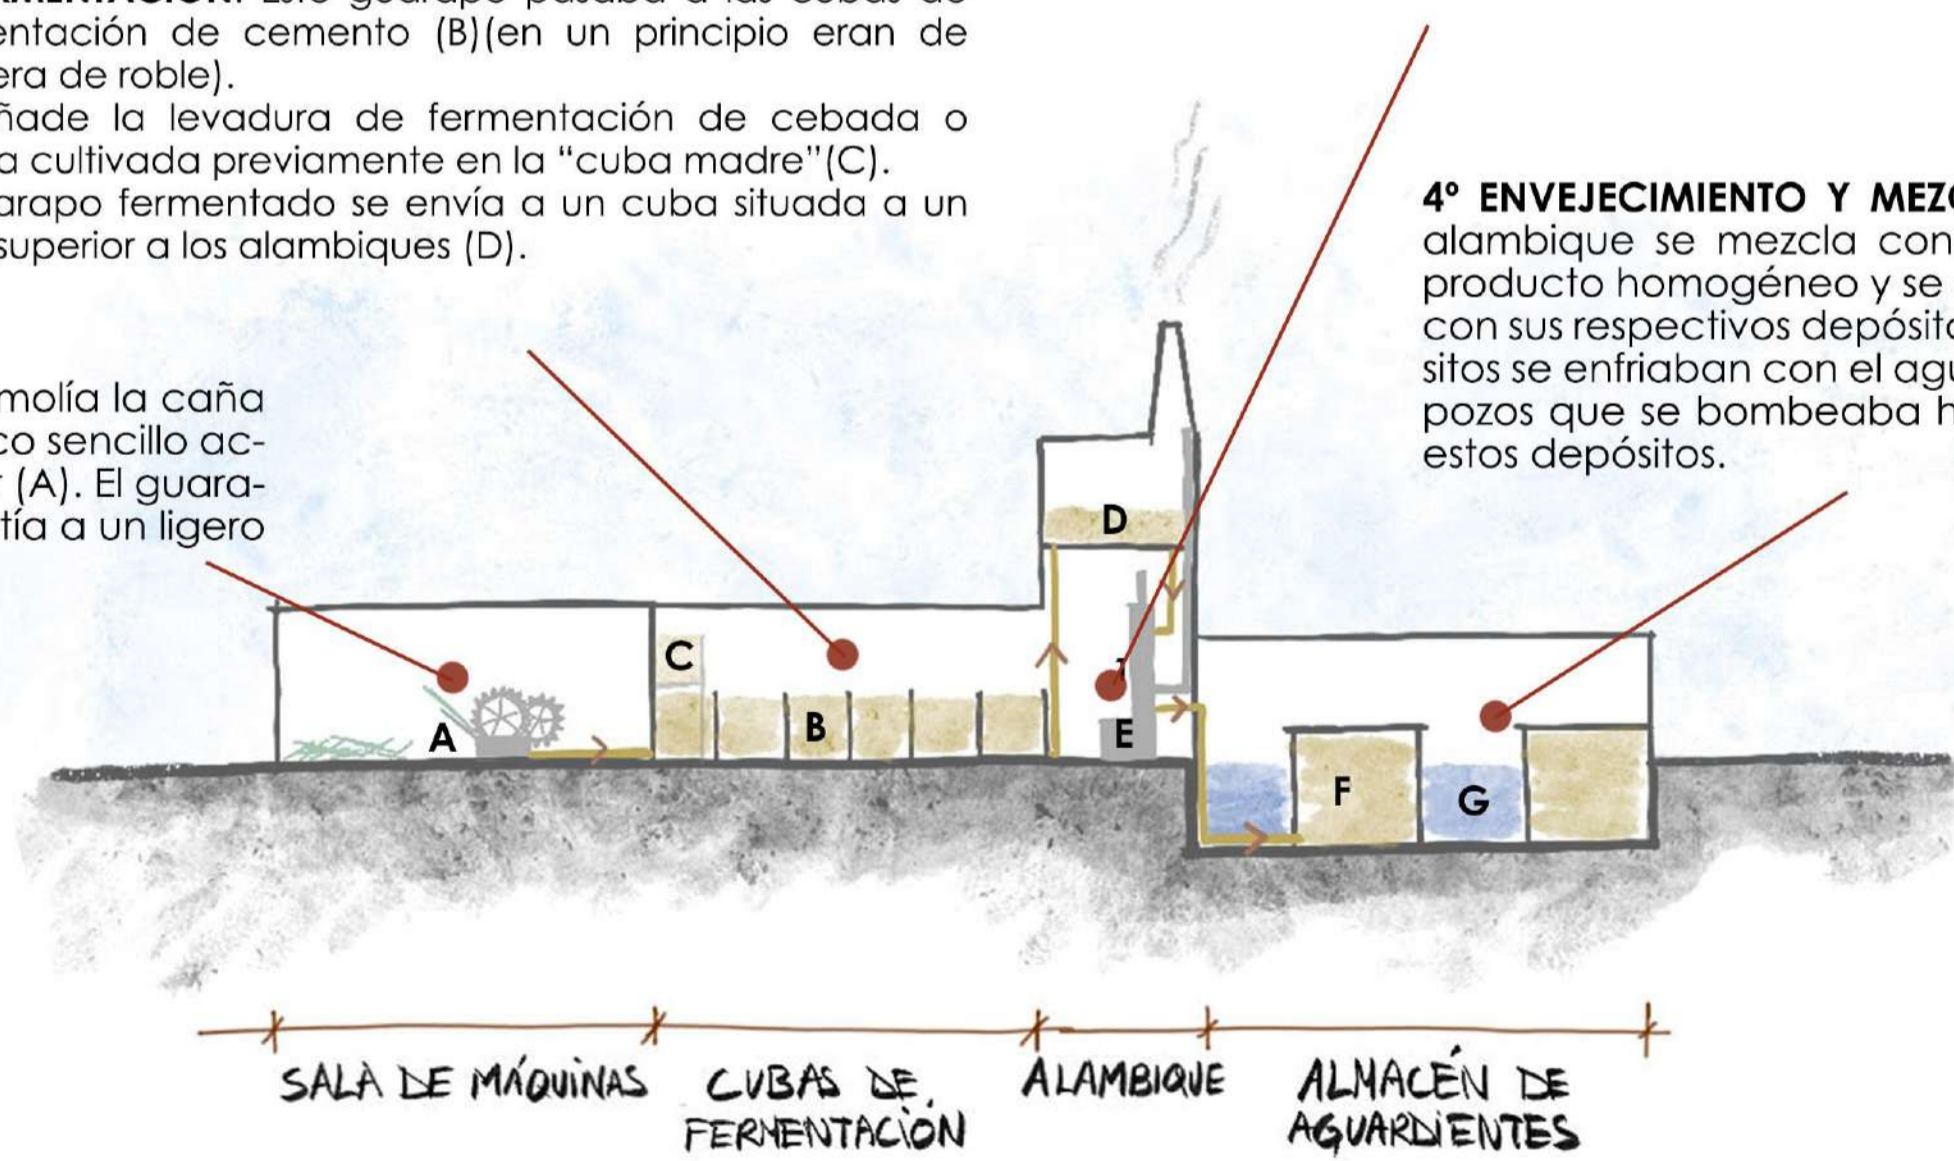 entación de cemento (B)(en un principio eran de
era de roble).
ñade la levadura de fermentación de cebada o
a cultivada previamente en la “cuba madre”(C).
arapo fermentado se envía a un cuba situada a un
superior a los alambiques (D).
molía la caña
co sencillo ac-
(A). El guara-
tía a un ligero
4º ENVEJECIMIENTO Y MEZ
alambique se mezcla con
producto homogéneo y se
con sus respectivos depósit
sitos se enfriaban con el ag
pozos que se bombeaba h
estos depósitos.
A
C
B
D
E
F
G
SALA DE MÁQUINAS
CUBAS DE
FERMENTACIÓN
ALAMBIQUE
ALMACÉN DE
AGUARDIENTES